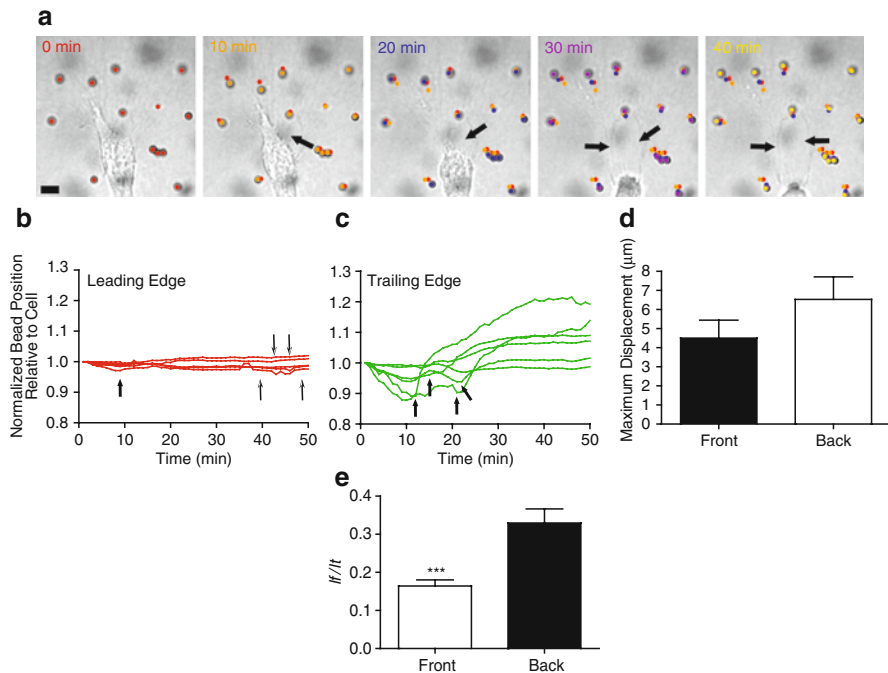 a
0 min
10 min
20 min
30 min
40 min
b
Normalized Bead Position
Relative to Cell
1.3
1.2
1.1
1.0
0.9
0.8
Leading Edge
0
10
20
30
40
50
Time (min)
c
1.3
1.2
1.1
1.0
0.9
0.8
Trailing Edge
0
10
20
30
40
50
Time (min)
d
Maximum Displacement (μm)
8
7
6
5
4
3
2
1
0
Front
Back
e
If/It
0.4
0.3
0.2
0.1
0.0
***
Front
Back